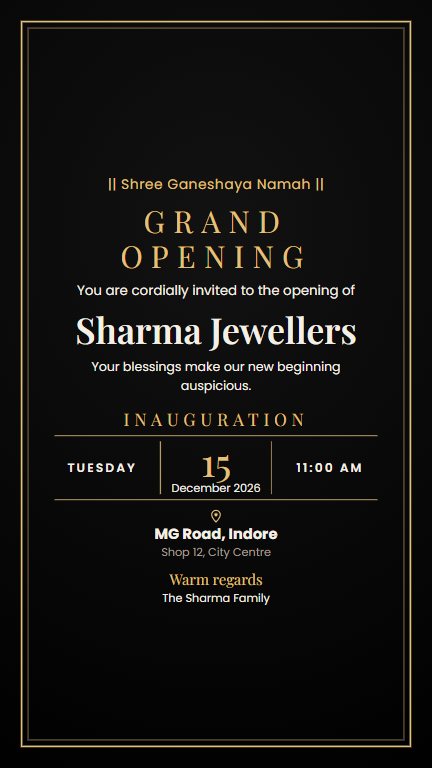 || Shree Ganeshaya Namah ||
GRAND
OPENING
You are cordially invited to the opening of
Sharma Jewellers
Your blessings make our new beginning
auspicious.
INAUGURATION
TUESDAY
15
December 2026
11:00 AM
MG Road, Indore
Shop 12, City Centre
Warm regards
The Sharma Family